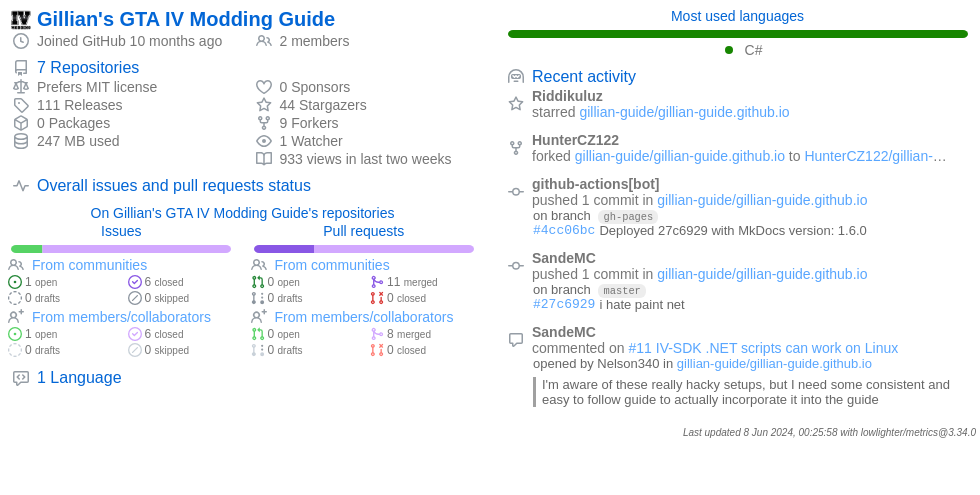 IV
Gillian's GTA IV Modding Guide
Joined GitHub 10 months ago
2 members
7 Repositories
Prefers MIT license
0 Sponsors
111 Releases
44 Stargazers
0 Packages
9 Forkers
247 MB used
1 Watcher
933 views in last two weeks
Overall issues and pull requests status
On Gillian's GTA IV Modding Guide's repositories
Issues
From communities
1 open
6 closed
0 drafts
0 skipped
From members/collaborators
1 open
6 closed
0 drafts
0 skipped
Pull requests
From communities
0 open
11 merged
0 drafts
0 closed
From members/collaborators
0 open
8 merged
0 drafts
0 closed
1 Language
Most used languages
C#
Recent activity
Riddikuluz
starred gillian-guide/gillian-guide.github.io
HunterCZ122
forked gillian-guide/gillian-guide.github.io to HunterCZ122/gillian-…
github-actions[bot]
pushed 1 commit in gillian-guide/gillian-guide.github.io
on branch gh-pages
#4cc06bc Deployed 27c6929 with MkDocs version: 1.6.0
SandeMC
pushed 1 commit in gillian-guide/gillian-guide.github.io
on branch master
#27c6929 i hate paint net
SandeMC
commented on #11 IV-SDK .NET scripts can work on Linux
opened by Nelson340 in gillian-guide/gillian-guide.github.io
I'm aware of these really hacky setups, but I need some consistent and
easy to follow guide to actually incorporate it into the guide
Last updated 8 Jun 2024, 00:25:58 with lowlighter/metrics@3.34.0